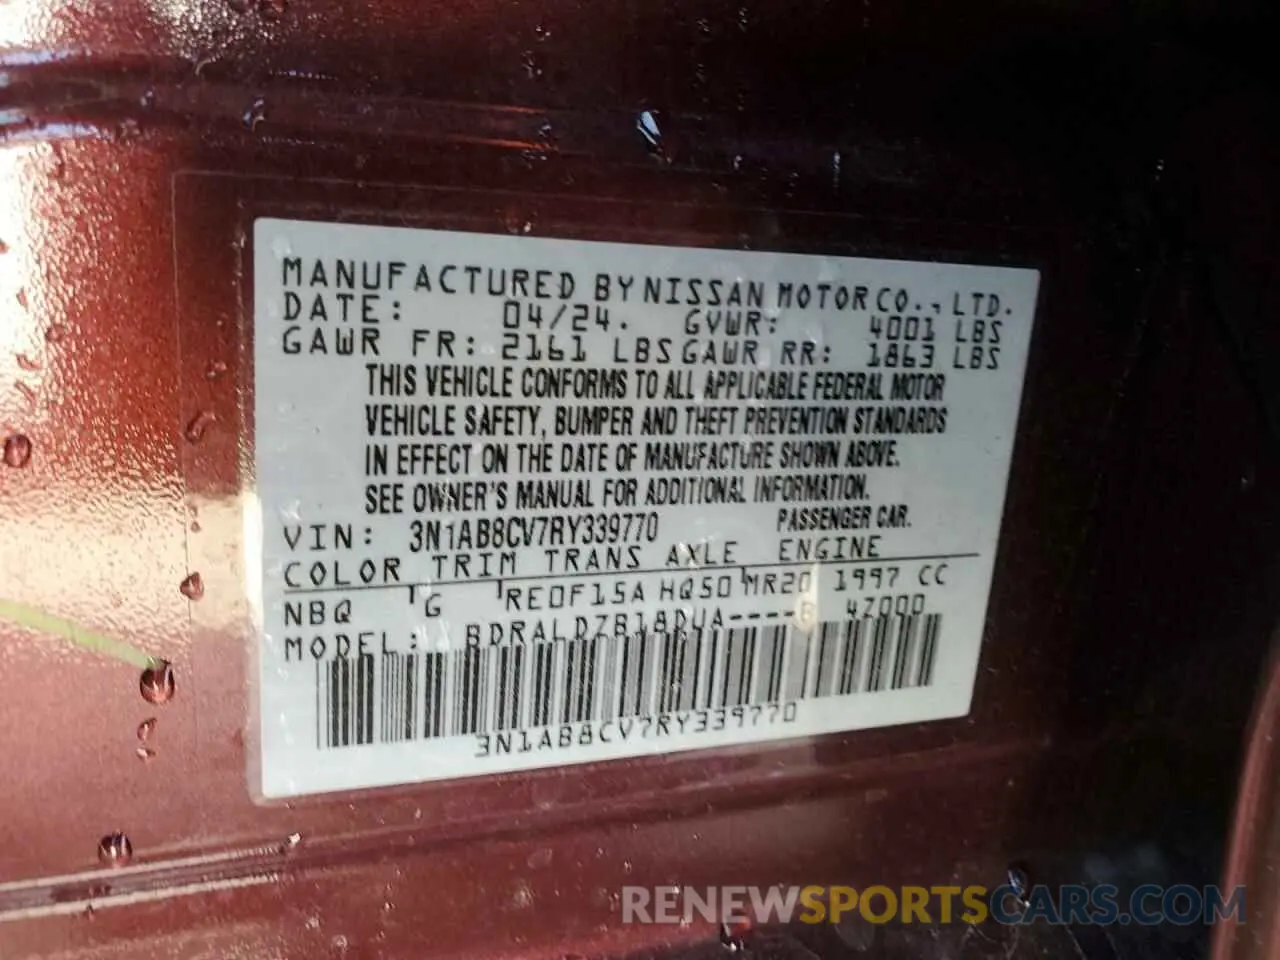 MANUFACTURED BY NISSAN MOTOR CO., LTD.
DATE: 04/24. GVWR: 4001 LBS
GAWR FR: 2161 LBS GAWR RR: 1863 LBS
THIS VEHICLE CONFORMS TO ALL APPLICABLE FEDERAL MOTOR
VEHICLE SAFETY, BUMPER AND THEFT PREVENTION STANDARDS
IN EFFECT ON THE DATE OF MANUFACTURE SHOWN ABOVE.
SEE OWNER'S MANUAL FOR ADDITIONAL INFORMATION.
VIN: 3N1AB8CV7RY339770 PASSENGER CAR.
COLOR TRIM TRANS AXLE ENGINE
NBQ G RE0F15A HQ50 MR20 1997 CC
MODEL: BDRALDZB18DUA----B 4Z000
3N1AB8CV7RY339770
RENEWSPORTSCARS.COM